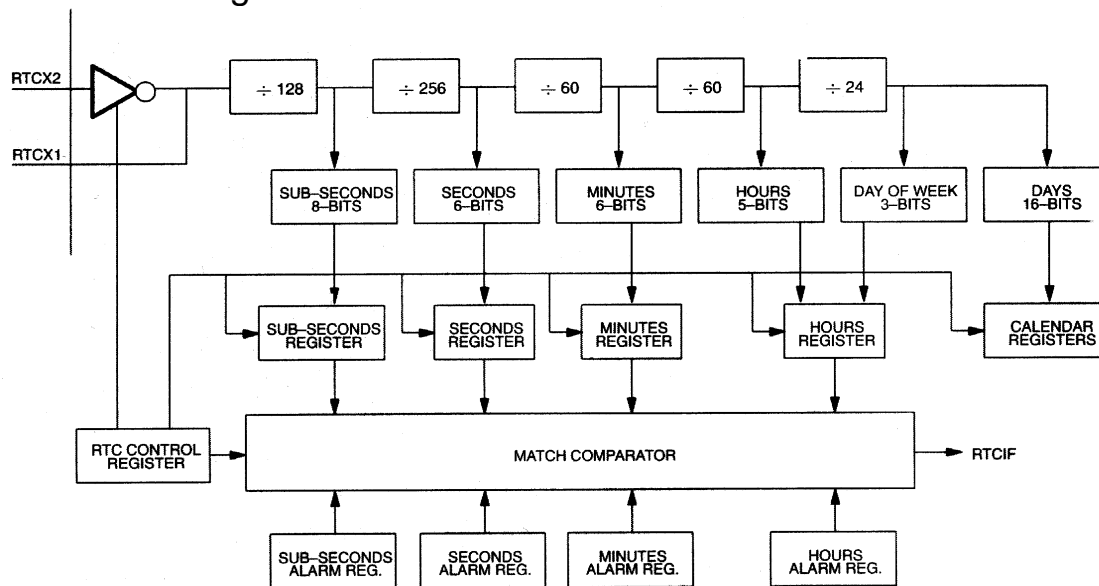 RTCX2
÷ 128
÷ 256
÷ 60
÷ 60
÷ 24
RTCX1
SUB–SECONDS
8–BITS
SECONDS
6–BITS
MINUTES
6–BITS
HOURS
5–BITS
DAY OF WEEK
3–BITS
DAYS
16–BITS
SUB–SECONDS
REGISTER
SECONDS
REGISTER
MINUTES
REGISTER
HOURS
REGISTER
CALENDAR
REGISTERS
RTC CONTROL
REGISTER
MATCH COMPARATOR
RTCIF
SUB–SECONDS
ALARM REG.
SECONDS
ALARM REG.
MINUTES
ALARM REG.
HOURS
ALARM REG.